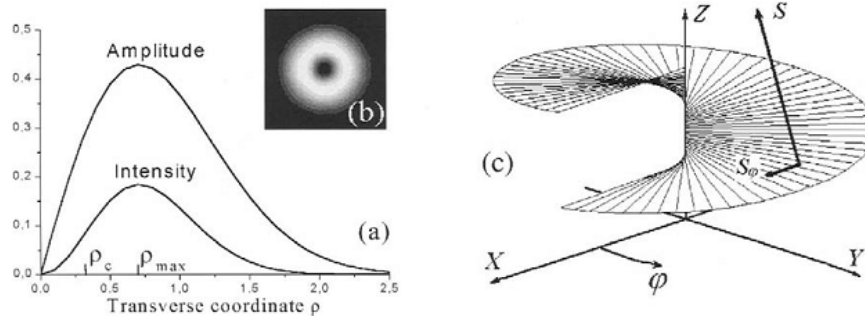 0,5
0,4
0,3
0,2
0,1
0,0
0.0 0.5 1.0 1.5 2.0 2.5
Amplitude
Intensity
ρc ρmax
(a)
Transverse coordinate ρ
(b)
(c)
Z
S
Sφ
X
Y
φ